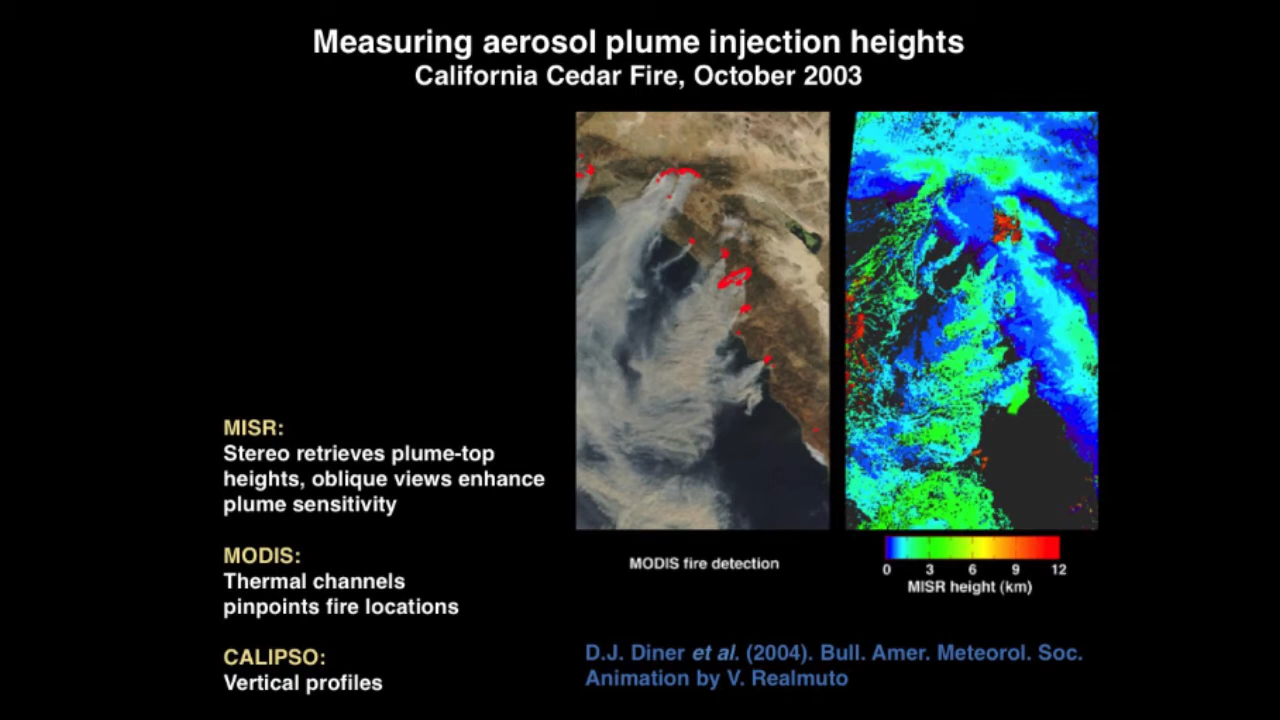 Measuring aerosol plume injection heights
California Cedar Fire, October 2003
MISR:
Stereo retrieves plume-top
heights, oblique views enhance
plume sensitivity
MODIS:
Thermal channels
pinpoints fire locations
CALIPSO:
Vertical profiles
MODIS fire detection
0 3 6 9 12
MISR height (km)
D.J. Diner et al. (2004). Bull. Amer. Meteorol. Soc.
Animation by V. Realmuto